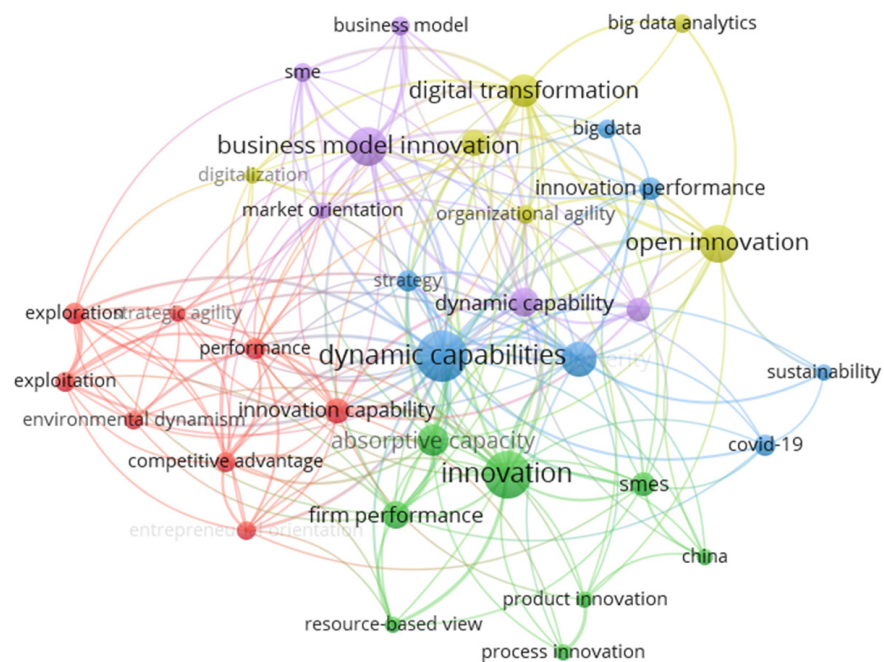 business model
big data analytics
sme
digital transformation
big data
business model innovation
digitalization
innovation performance
market orientation
organizational agility
open innovation
strategy
dynamic capability
exploration
strategic agility
performance
dynamic capabilities
sustainability
exploitation
innovation capability
environmental dynamism
absorptive capacity
covid-19
competitive advantage
innovation
smes
firm performance
entrepreneurial orientation
china
product innovation
resource-based view
process innovation